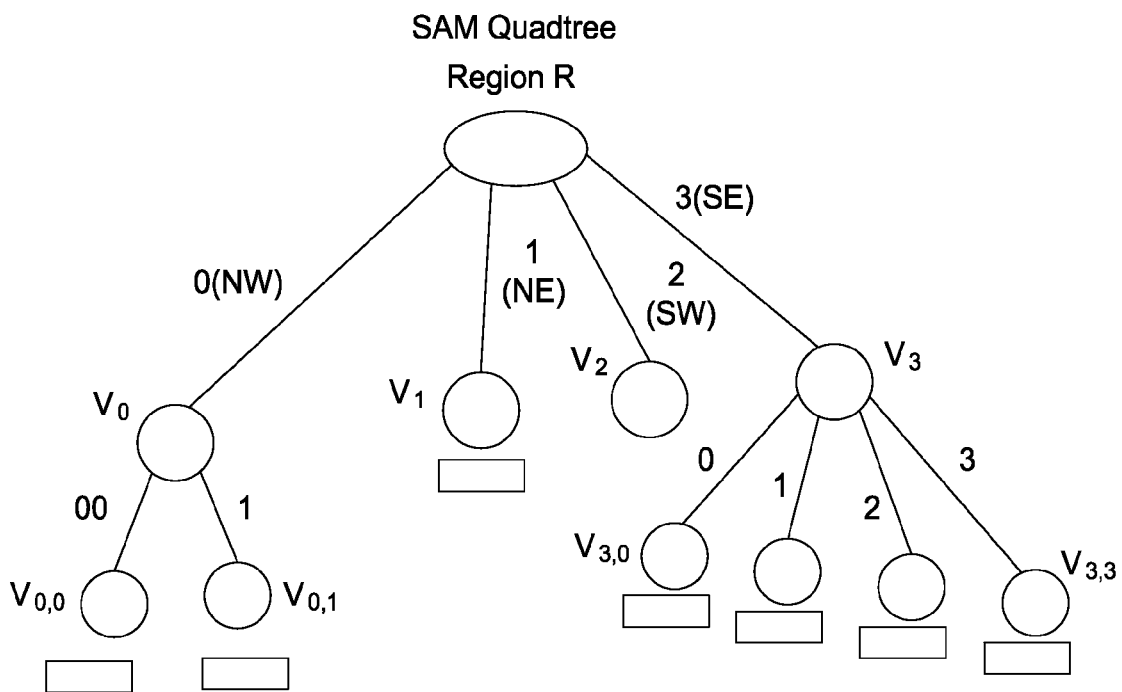 SAM Quadtree
Region R
3(SE)
1
(NE)
2
(SW)
0(NW)
V₃
V₂
V₁
V₀
0
3
1
2
00
1
V₃,₀
V₃,₃
V₀,₀
V₀,₁